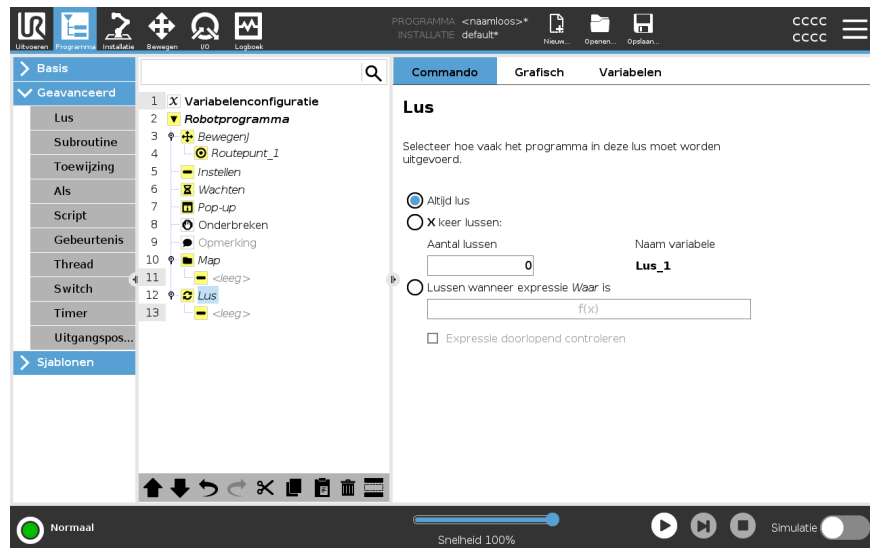 PROGRAMMA <naamloos>*
INSTALLATIE default*
Uitvoeren Programma Installatie Bewegen I/O Logboek
Nieuw... Openen... Opslaan...
cccc
cccc
Basis
Geavanceerd
Lus
Subroutine
Toewijzing
Als
Script
Gebeurtenis
Thread
Switch
Timer
Uitgangspos...
Sjablonen
1 X Variabelenconfiguratie
2 Robotprogramma
3 BewegenJ
4 Routepunt_1
5 Instellen
6 Wachten
7 Pop-up
8 Onderbreken
9 Opmerking
10 Map
11 <leeg>
12 Lus
13 <leeg>
Commando Grafisch Variabelen
Lus
Selecteer hoe vaak het programma in deze lus moet worden
uitgevoerd.
Altijd lus
X keer lussen:
Aantal lussen Naam variabele
0 Lus_1
Lussen wanneer expressie Waar is
f(x)
Expressie doorlopend controleren
Normaal
Snelheid 100%
Simulatie